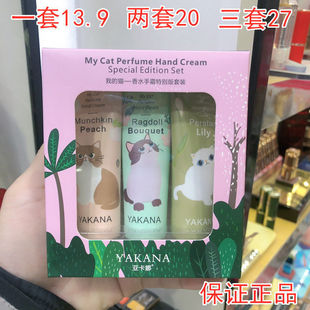 一套13.9 两套20 三套27
My Cat Perfume Hand Cream
Special Edition Set
我的猫——香水手霜特别版套装
Munchkin
Peach
Ragdoll
Bouquet
Lily
YAKANA
YAKANA
YAKANA
YAKANA
亚卡娜
保证正品